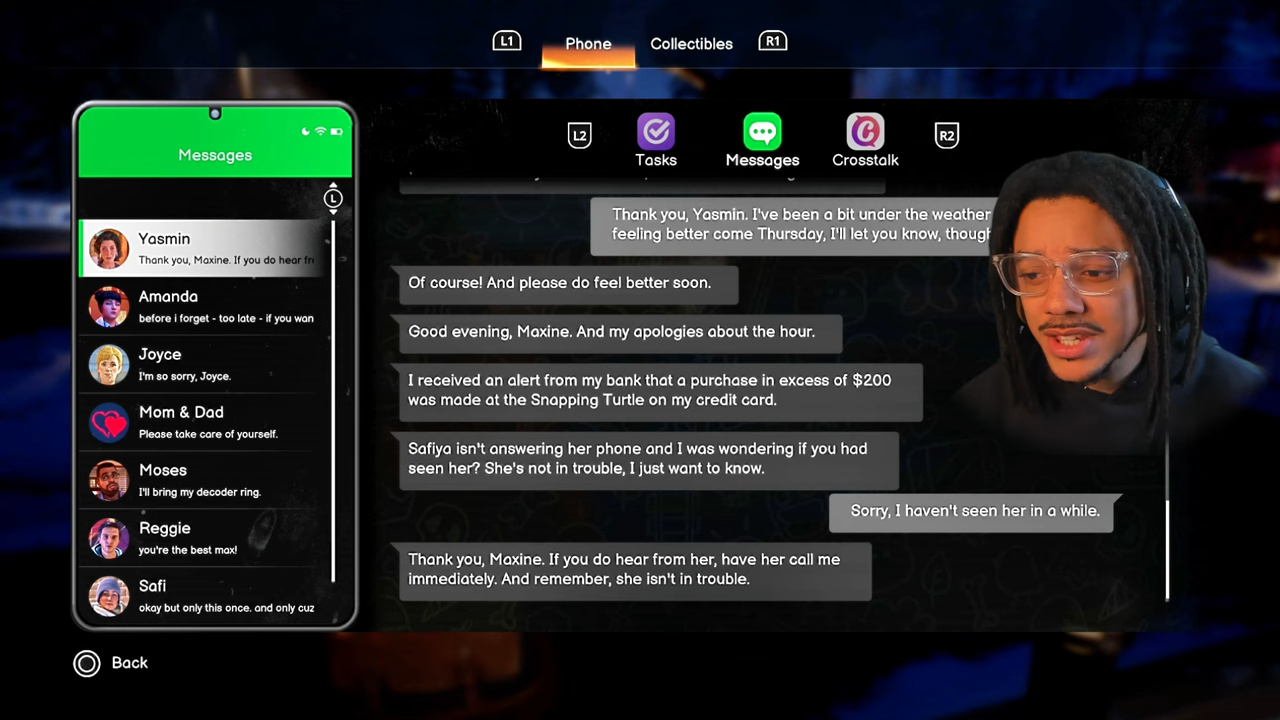 L1
Phone
Collectibles
R1
Messages
L2
Tasks
Messages
Crosstalk
R2
L
Yasmin
Thank you, Maxine. If you do hear fr
Amanda
before i forget - too late - if you wan
Joyce
I'm so sorry, Joyce.
Mom & Dad
Please take care of yourself.
Moses
I'll bring my decoder ring.
Reggie
you're the best max!
Safi
okay but only this once. and only cuz
Thank you, Yasmin. I've been a bit under the weather
feeling better come Thursday, I'll let you know, though
Of course! And please do feel better soon.
Good evening, Maxine. And my apologies about the hour.
I received an alert from my bank that a purchase in excess of $200
was made at the Snapping Turtle on my credit card.
Safiya isn't answering her phone and I was wondering if you had
seen her? She's not in trouble, I just want to know.
Sorry, I haven't seen her in a while.
Thank you, Maxine. If you do hear from her, have her call me
immediately. And remember, she isn't in trouble.
Back